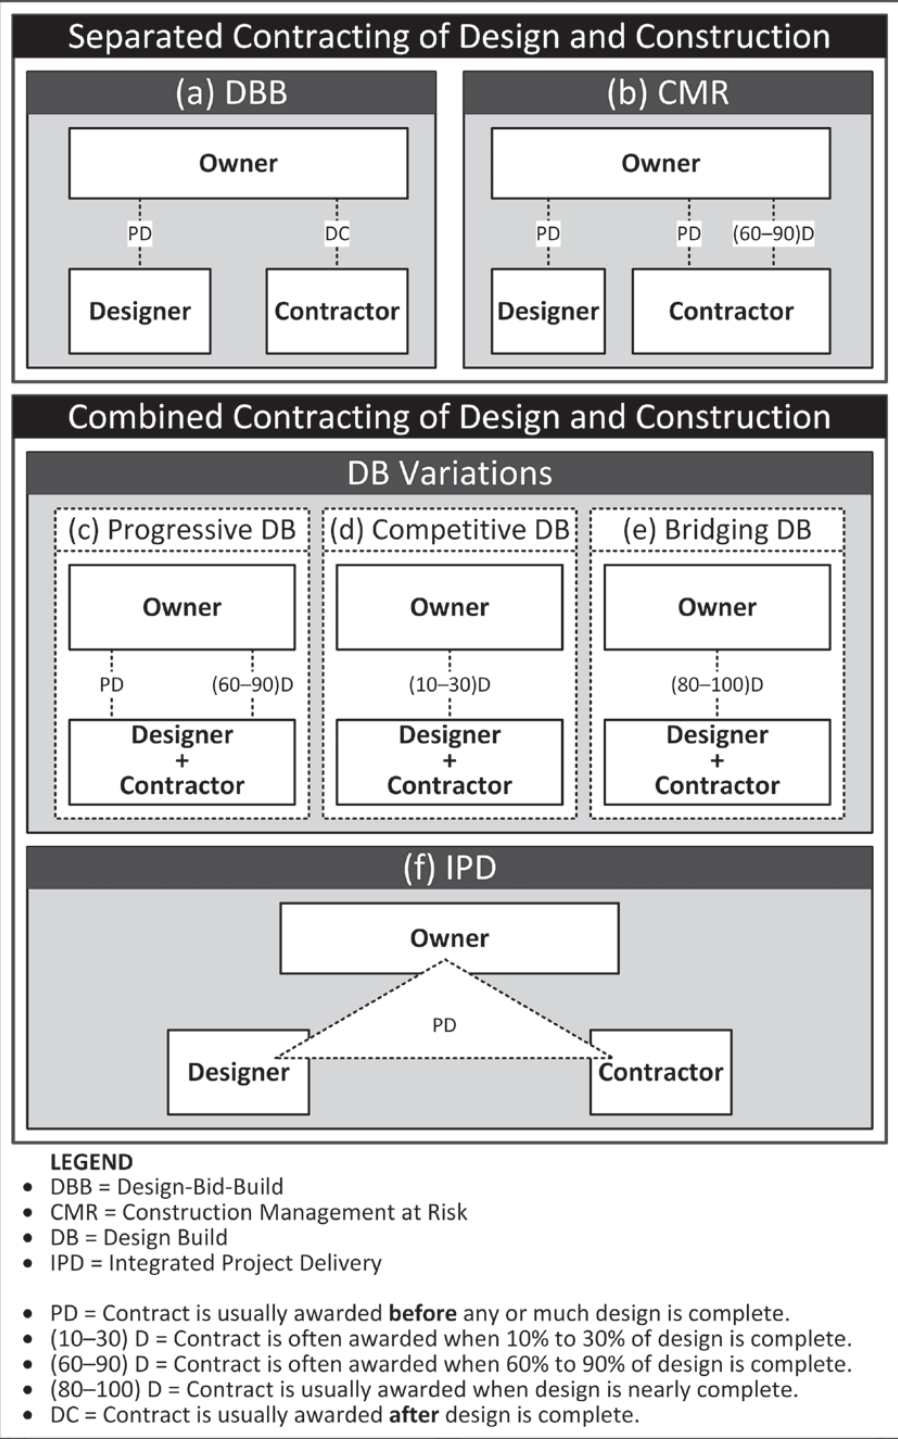 Separated Contracting of Design and Construction
(a) DBB
Owner
PD
DC
Designer
Contractor
(b) CMR
Owner
PD
PD
(60–90)D
Designer
Contractor
Combined Contracting of Design and Construction
DB Variations
(c) Progressive DB
Owner
PD
(60–90)D
Designer
+
Contractor
(d) Competitive DB
Owner
(10–30)D
Designer
+
Contractor
(e) Bridging DB
Owner
(80–100)D
Designer
+
Contractor
(f) IPD
Owner
PD
Designer
Contractor
LEGEND
• DBB = Design-Bid-Build
• CMR = Construction Management at Risk
• DB = Design Build
• IPD = Integrated Project Delivery
• PD = Contract is usually awarded before any or much design is complete.
• (10–30) D = Contract is often awarded when 10% to 30% of design is complete.
• (60–90) D = Contract is often awarded when 60% to 90% of design is complete.
• (80–100) D = Contract is usually awarded when design is nearly complete.
• DC = Contract is usually awarded after design is complete.